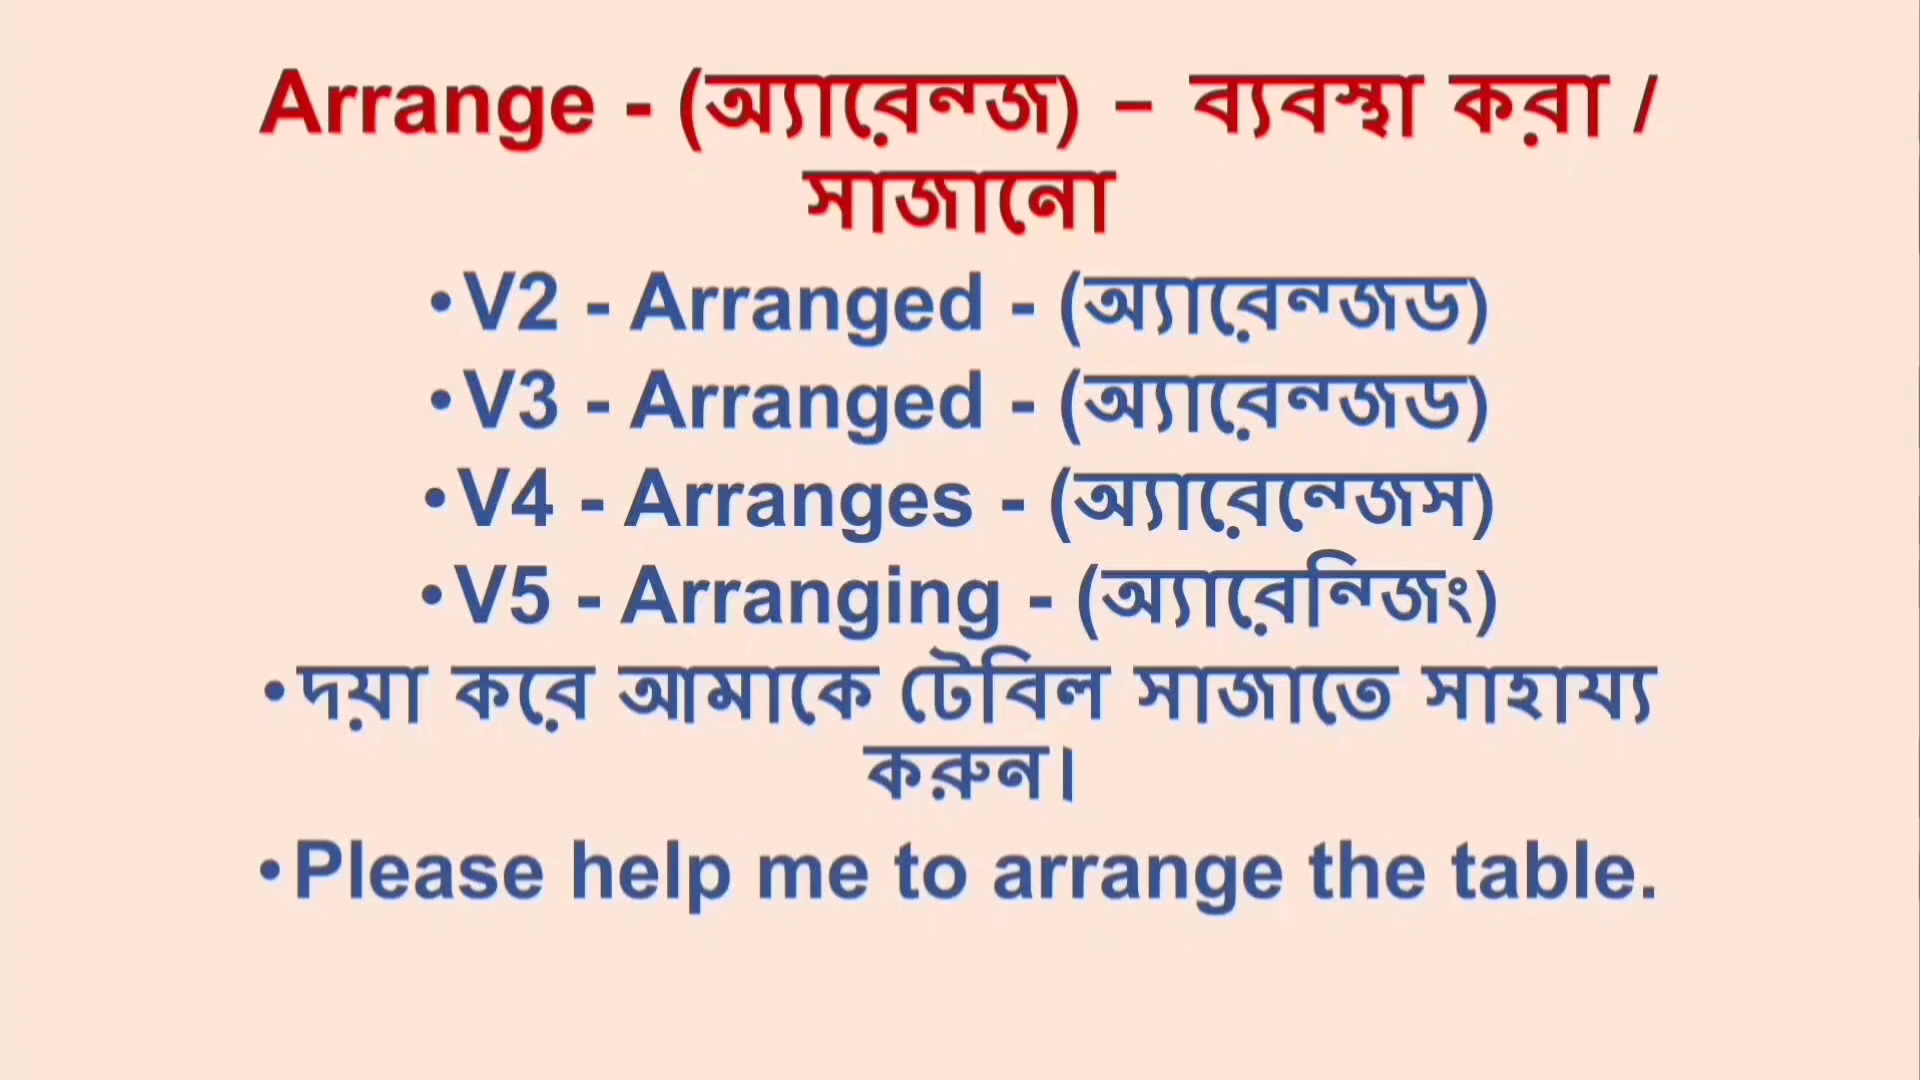 Arrange - (অ্যারেন্জ) – ব্যবস্থা করা /
সাজানো
•V2 - Arranged - (অ্যারেন্জড)
•V3 - Arranged - (অ্যারেন্জড)
•V4 - Arranges - (অ্যারেন্জেস)
•V5 - Arranging - (অ্যারেন্জিং)
•দয়া করে আমাকে টেবিল সাজাতে সাহায্য
করুন।
•Please help me to arrange the table.